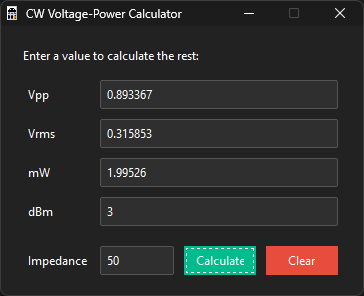 CW Voltage-Power Calculator
Enter a value to calculate the rest:
Vpp 0.893367
Vrms 0.315853
mW 1.99526
dBm 3
Impedance 50 Calculate Clear